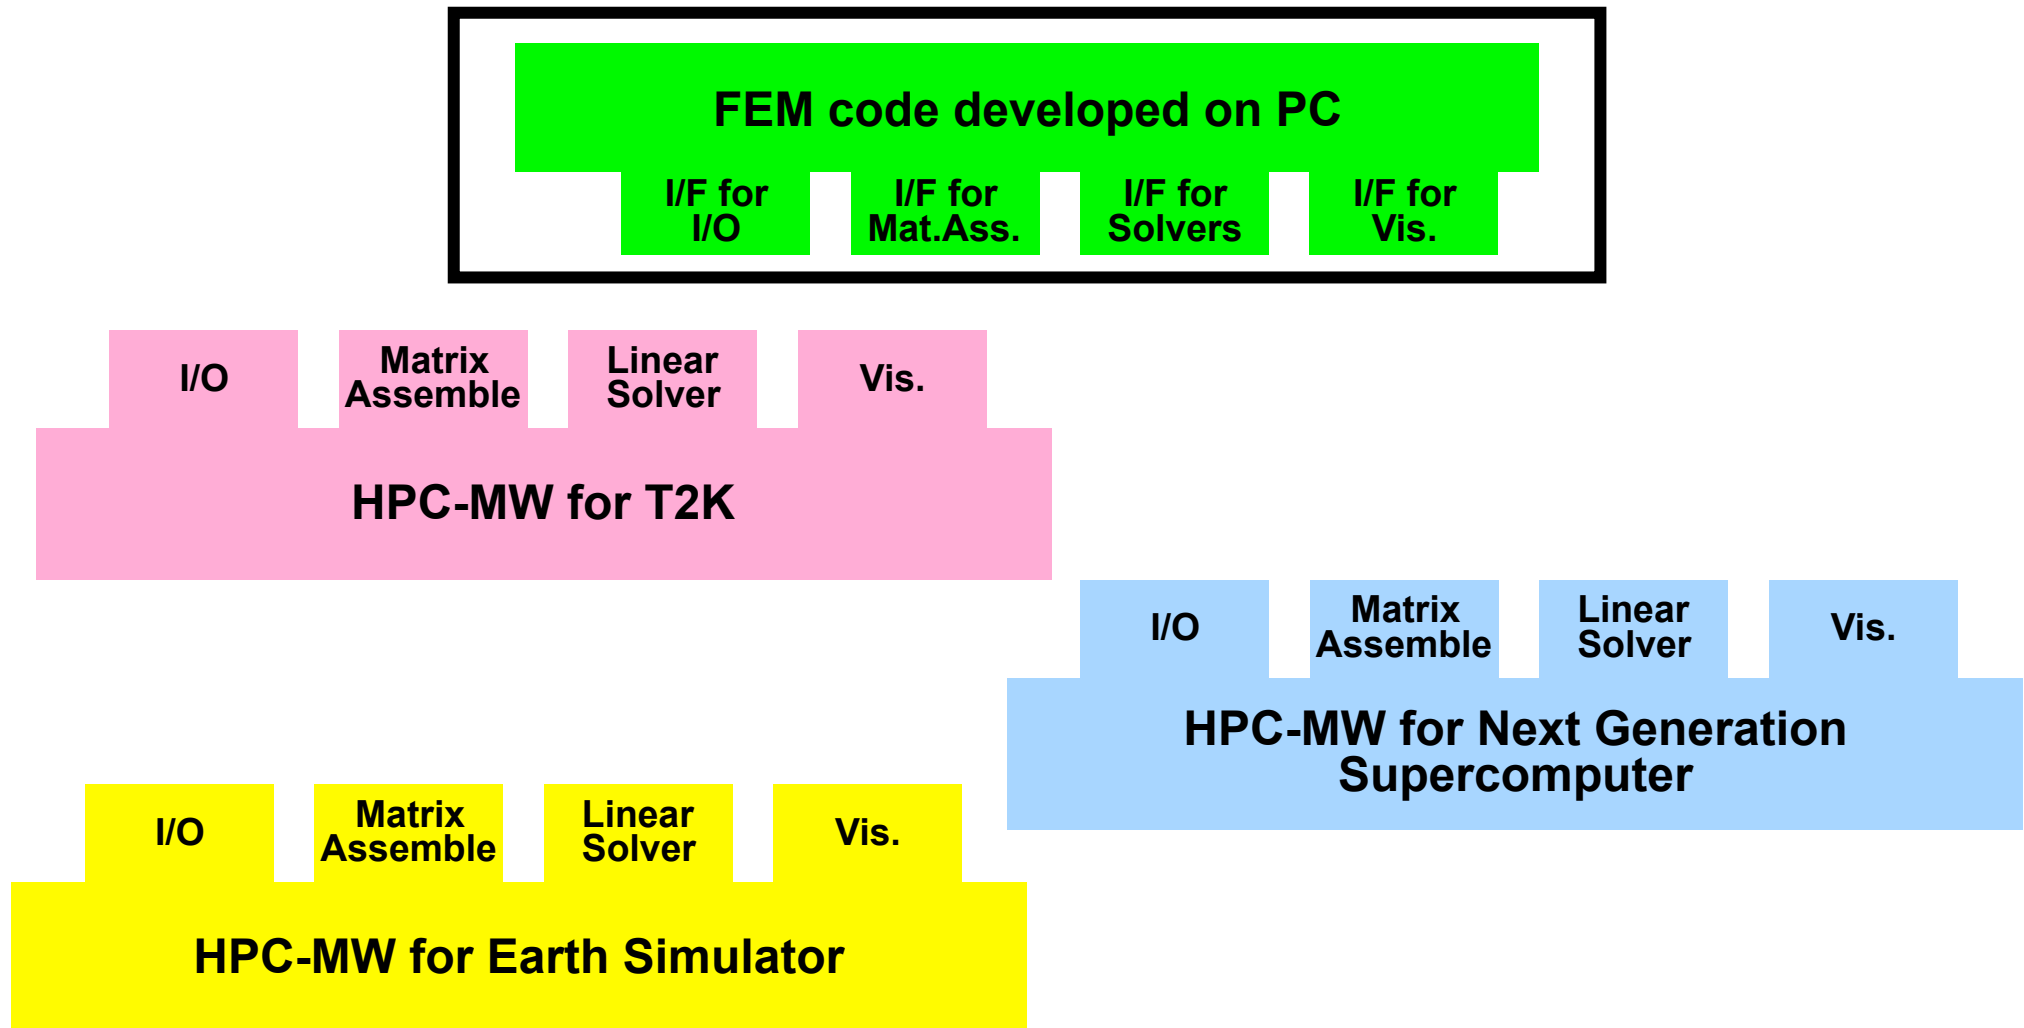 FEM code developed on PC
I/F for
I/O
I/F for
Mat.Ass.
I/F for
Solvers
I/F for
Vis.
I/O
Matrix
Assemble
Linear
Solver
Vis.
HPC-MW for T2K
I/O
Matrix
Assemble
Linear
Solver
Vis.
HPC-MW for Next Generation
Supercomputer
I/O
Matrix
Assemble
Linear
Solver
Vis.
HPC-MW for Earth Simulator